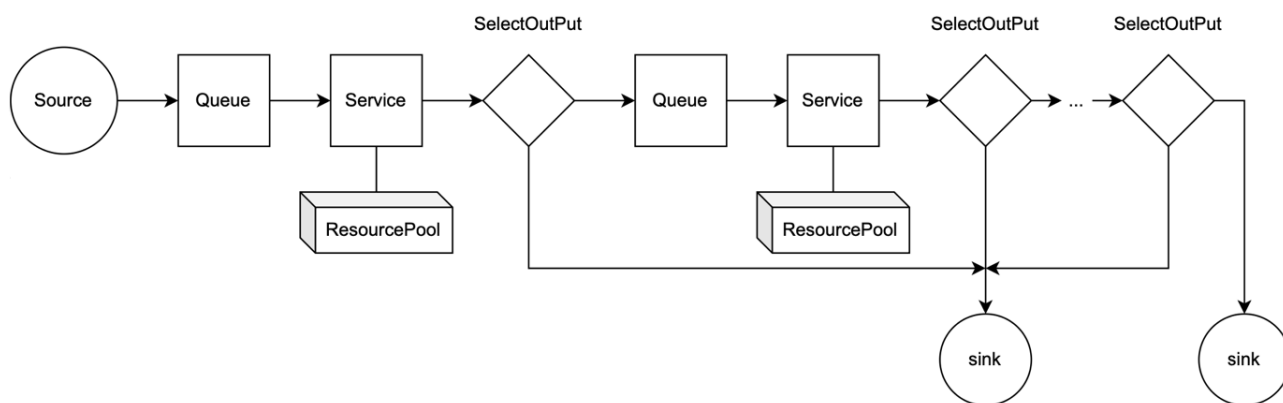 SelectOutPut
SelectOutPut
SelectOutPut
Source
Queue
Service
Queue
Service
...
ResourcePool
ResourcePool
sink
sink